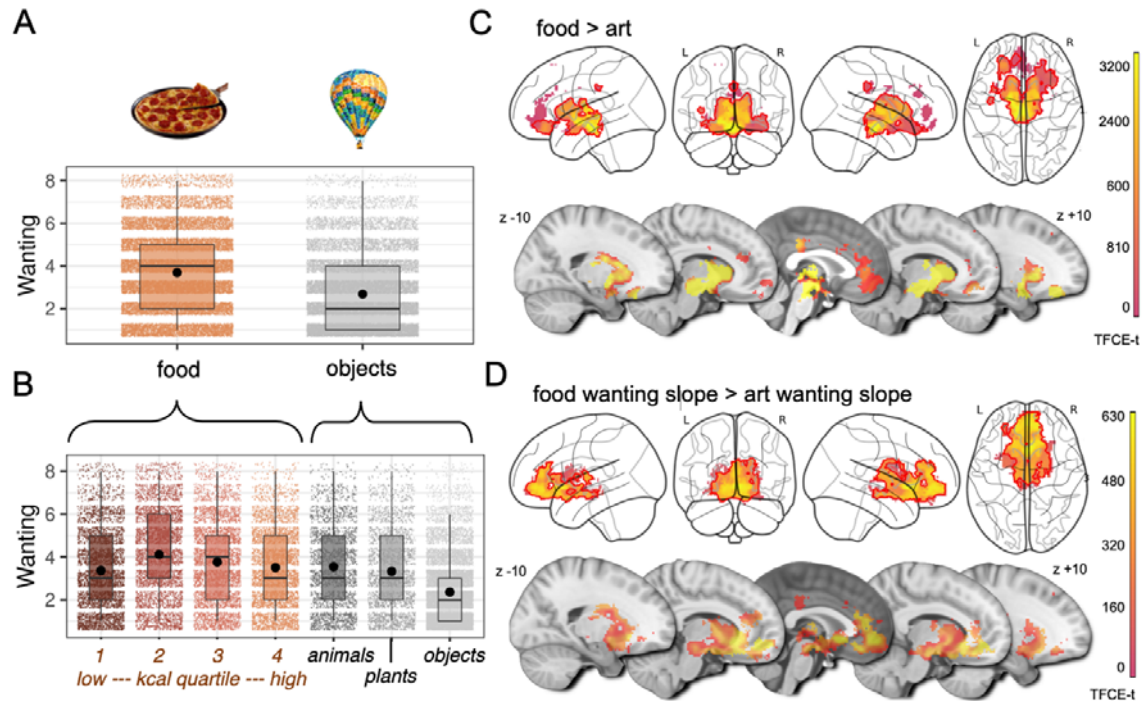 A
8
6
4
2
Wanting
food
objects
B
8
6
4
2
Wanting
1
2
3
4
low --- kcal quartile --- high
animals
plants
objects
C
food > art
L
R
L
R
z -10
z +10
3200
2400
600
810
0
TFCE-t
D
food wanting slope > art wanting slope
L
R
L
R
z -10
z +10
630
480
320
160
0
TFCE-t